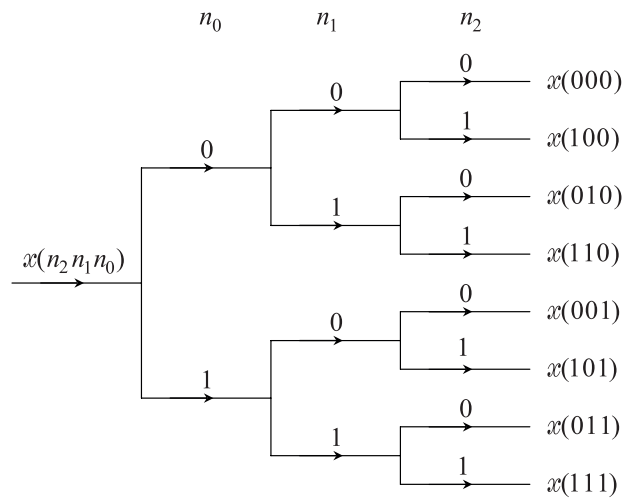 n₀ n₁ n₂
0 x(000)
0
1 x(100)
0
0 x(010)
1
1 x(110)
x(n₂n₁n₀)
0 x(001)
0
1 x(101)
1
0 x(011)
1
1 x(111)